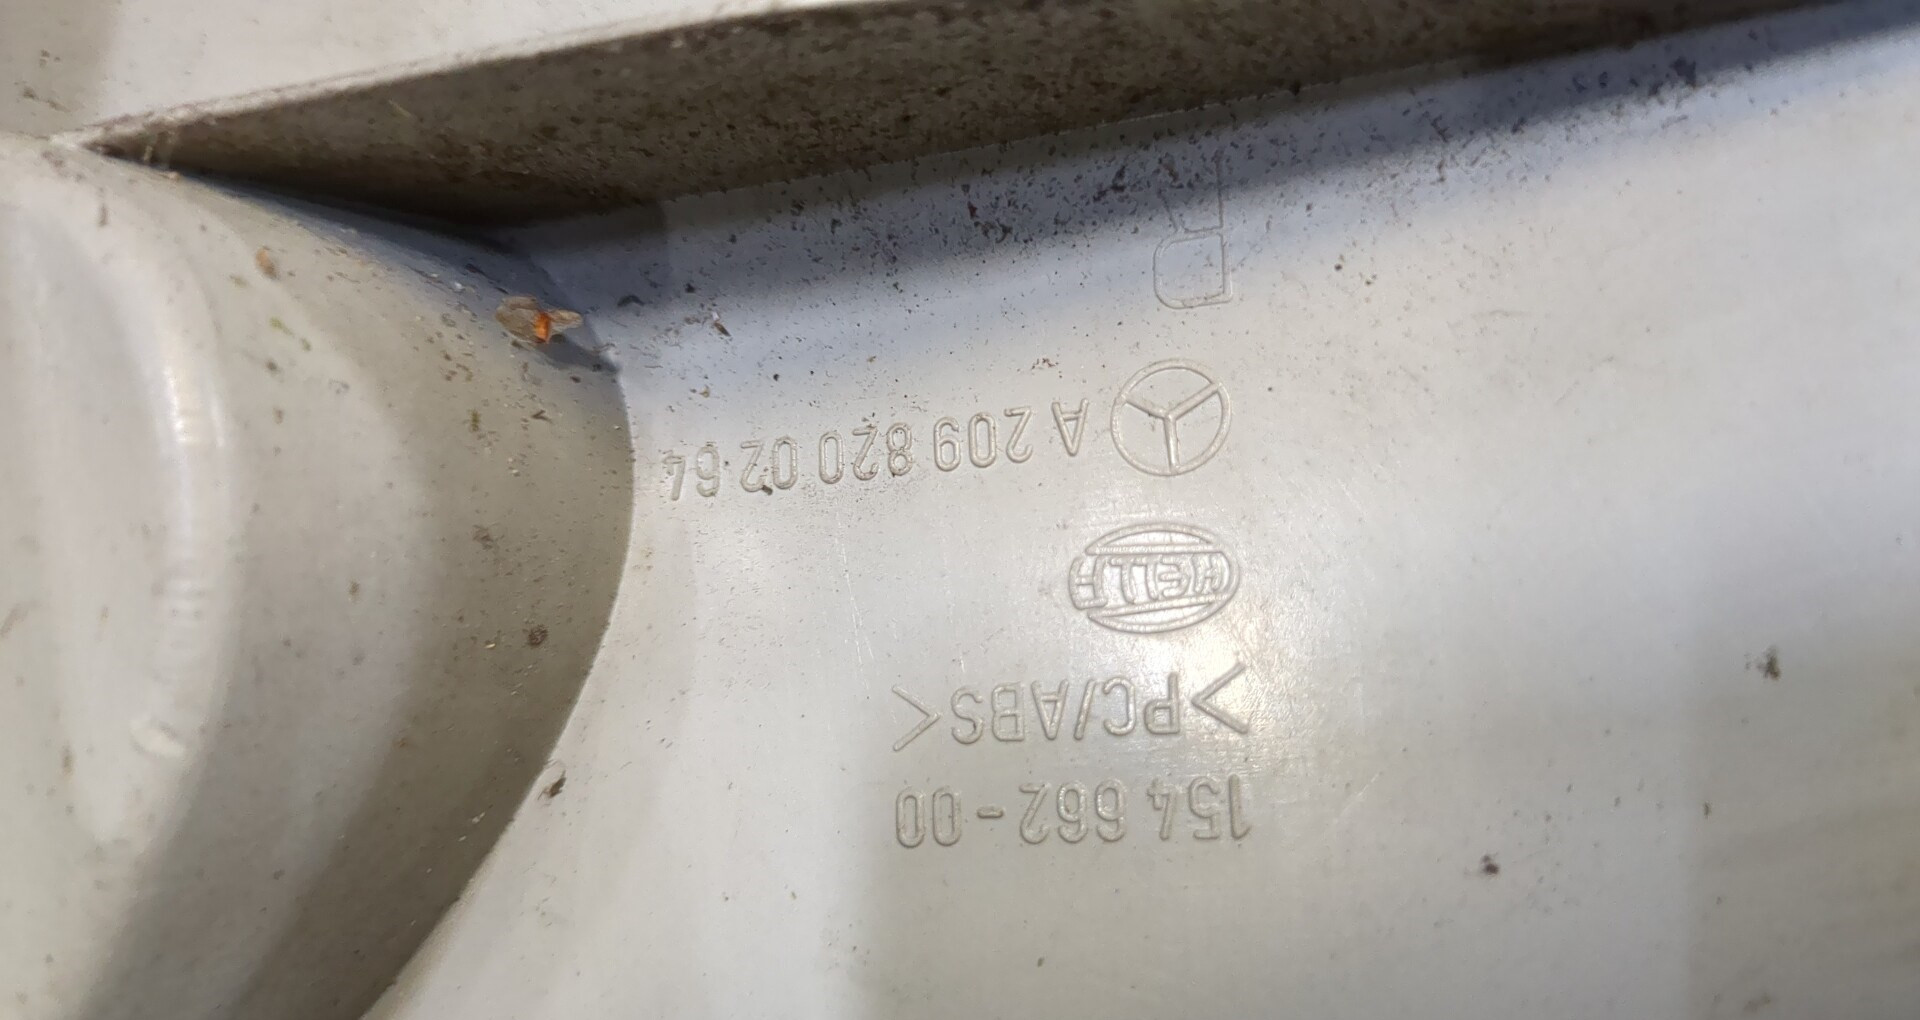 154 662-00
>PC/ABS<
HELLA
A 209 820 02 64
R